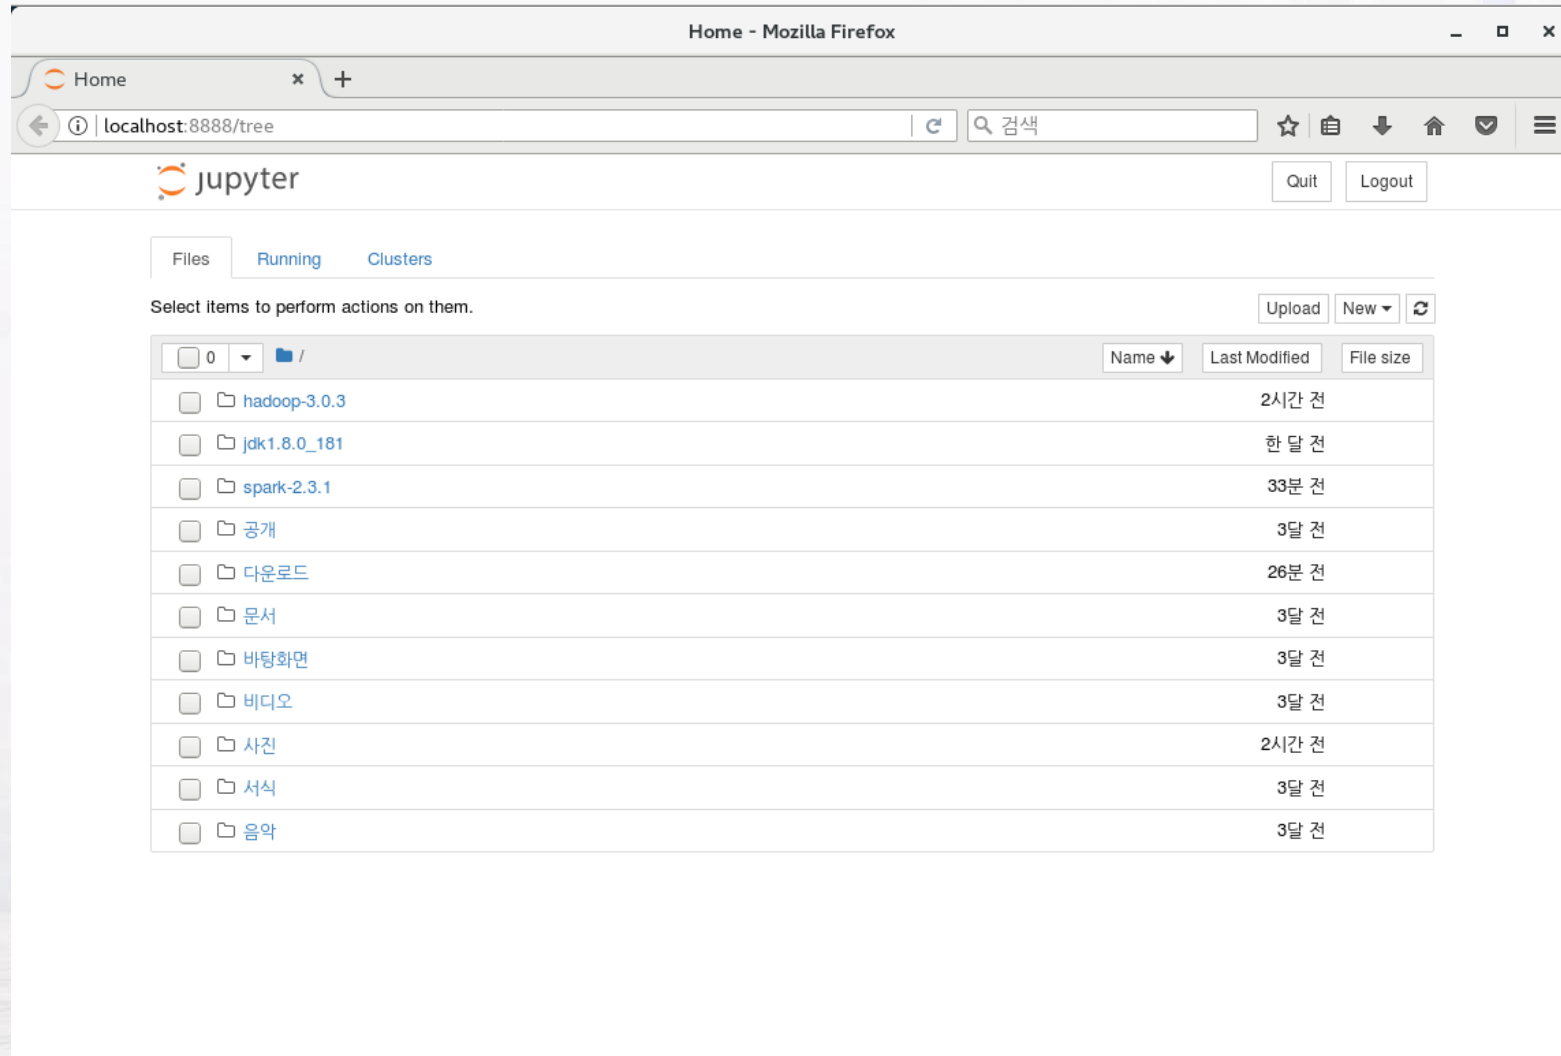 Home - Mozilla Firefox
Home
localhost:8888/tree 검색
jupyter Quit Logout
Files Running Clusters
Select items to perform actions on them. Upload New
0 / Name Last Modified File size
hadoop-3.0.3 2시간 전
jdk1.8.0_181 한 달 전
spark-2.3.1 33분 전
공개 3달 전
다운로드 26분 전
문서 3달 전
바탕화면 3달 전
비디오 3달 전
사진 2시간 전
서식 3달 전
음악 3달 전